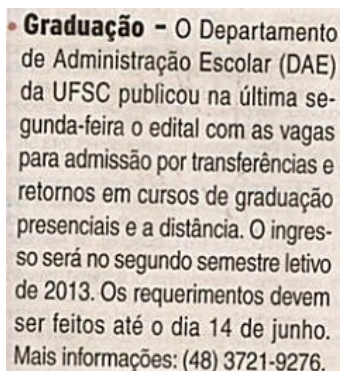 • Graduação - O Departamento
de Administração Escolar (DAE)
da UFSC publicou na última se-
gunda-feira o edital com as vagas
para admissão por transferências e
retornos em cursos de graduação
presenciais e a distância. O ingres-
so será no segundo semestre letivo
de 2013. Os requerimentos devem
ser feitos até o dia 14 de junho.
Mais informações: (48) 3721-9276.